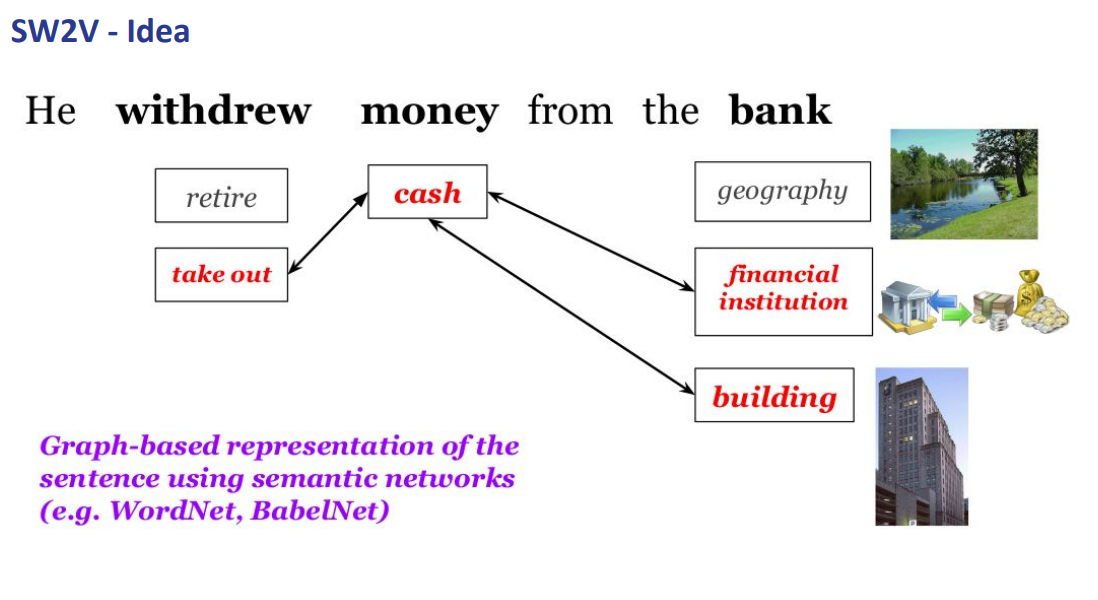 SW2V - Idea
He withdrew money from the bank
retire
cash
geography
take out
financial
institution
building
Graph-based representation of the
sentence using semantic networks
(e.g. WordNet, BabelNet)
$